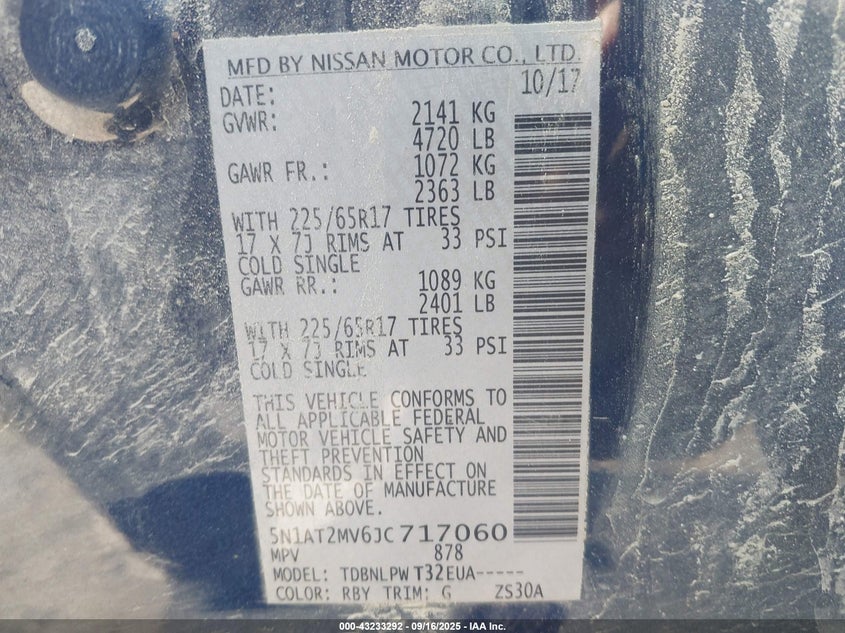 MFD BY NISSAN MOTOR CO., LTD.
DATE: 10/17
GVWR: 2141 KG
4720 LB
GAWR FR.: 1072 KG
2363 LB
WITH 225/65R17 TIRES
17 X 7J RIMS AT 33 PSI
COLD SINGLE
GAWR RR.: 1089 KG
2401 LB
WITH 225/65R17 TIRES
17 X 7J RIMS AT 33 PSI
COLD SINGLE
THIS VEHICLE CONFORMS TO
ALL APPLICABLE FEDERAL
MOTOR VEHICLE SAFETY AND
THEFT PREVENTION
STANDARDS IN EFFECT ON
THE DATE OF MANUFACTURE
SHOWN ABOVE.
5N1AT2MV6JC717060
MPV 878
MODEL: TDBNLPW T32EUA-----
COLOR: RBY TRIM: G ZS30A
000-43233292 - 09/16/2025 - IAA Inc.